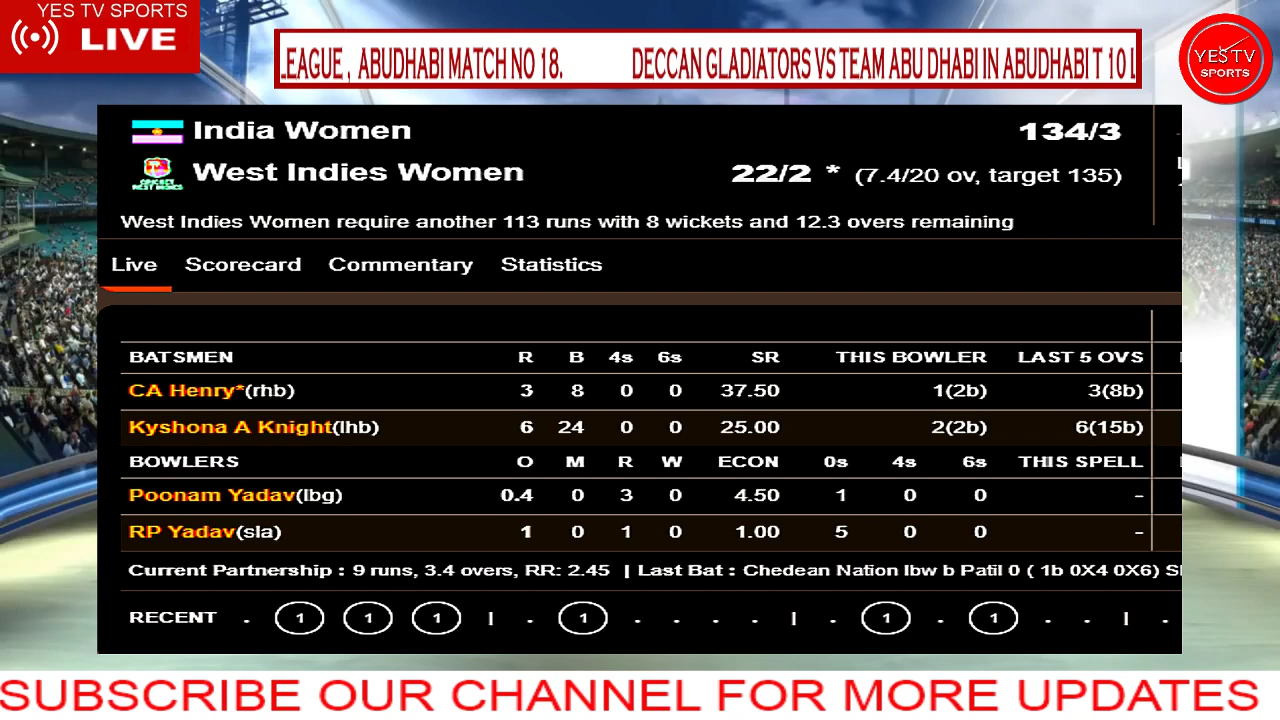 YES TV SPORTS
LIVE
LEAGUE , ABUDHABI MATCH NO 18. DECCAN GLADIATORS VS TEAM ABU DHABI IN ABUDHABI T 10 L
YES TV
SPORTS
India Women 134/3
West Indies Women 22/2 * (7.4/20 ov, target 135)
West Indies Women require another 113 runs with 8 wickets and 12.3 overs remaining
Live Scorecard Commentary Statistics
BATSMEN R B 4s 6s SR THIS BOWLER LAST 5 OVS
CA Henry*(rhb) 3 8 0 0 37.50 1(2b) 3(8b)
Kyshona A Knight(lhb) 6 24 0 0 25.00 2(2b) 6(15b)
BOWLERS O M R W ECON 0s 4s 6s THIS SPELL
Poonam Yadav(lbg) 0.4 0 3 0 4.50 1 0 0 -
RP Yadav(sla) 1 0 1 0 1.00 5 0 0 -
Current Partnership : 9 runs, 3.4 overs, RR: 2.45 | Last Bat : Chedean Nation lbw b Patil 0 ( 1b 0X4 0X6)
RECENT . 1 1 1 | . 1 . . . . | . 1 . 1 . . | .
SUBSCRIBE OUR CHANNEL FOR MORE UPDATES